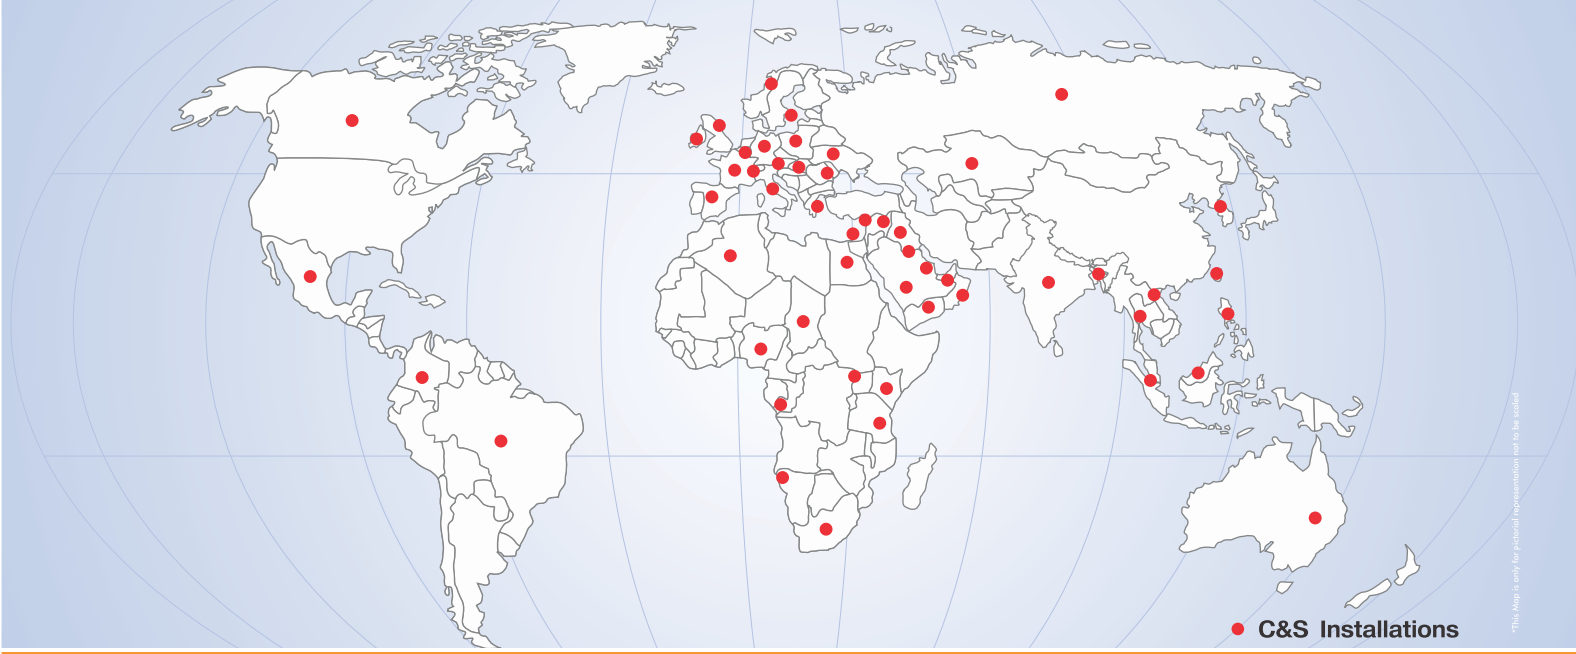 *This Map is only for pictorial representation not to be scaled
C&S Installations